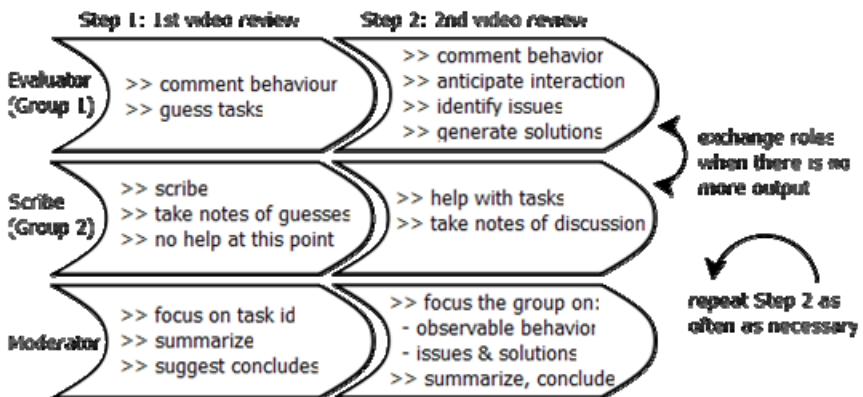 Step 1: 1st video review
Step 2: 2nd video review
Evaluator
(Group 1)
>> comment behaviour
>> guess tasks
>> comment behavior
>> anticipate interaction
>> identify issues
>> generate solutions
exchange roles
when there is no
more output
Scribe
(Group 2)
>> scribe
>> take notes of guesses
>> no help at this point
>> help with tasks
>> take notes of discussion
Moderator
>> focus on task id
>> summarize
>> suggest concludes
>> focus the group on:
- observable behavior
- issues & solutions
>> summarize, conclude
repeat Step 2 as
often as necessary